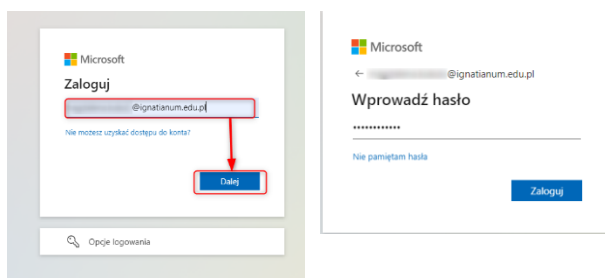 Microsoft
Zaloguj
@ignatianum.edu.pl
Nie możesz uzyskać dostępu do konta?
Dalej
Opcje logowania
Microsoft
← @ignatianum.edu.pl
Wprowadź hasło
••••••••••••
Nie pamiętam hasła
Zaloguj